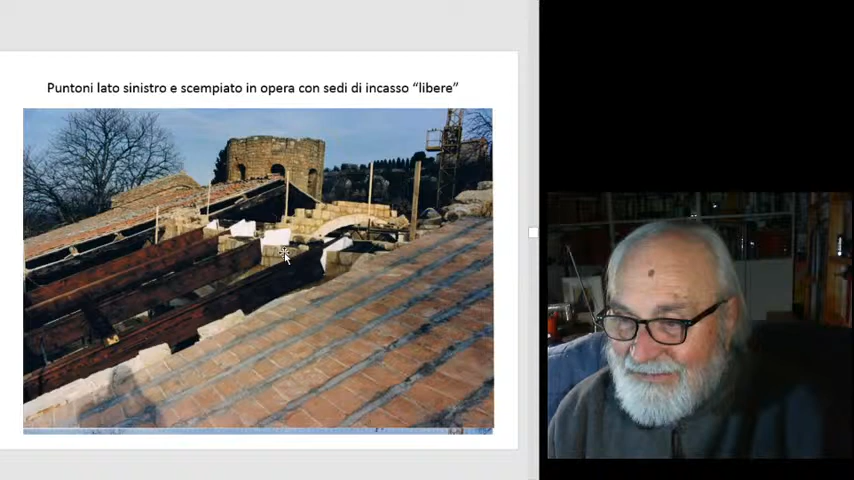 Puntoni lato sinistro e scempiato in opera con sedi di incasso “libere”